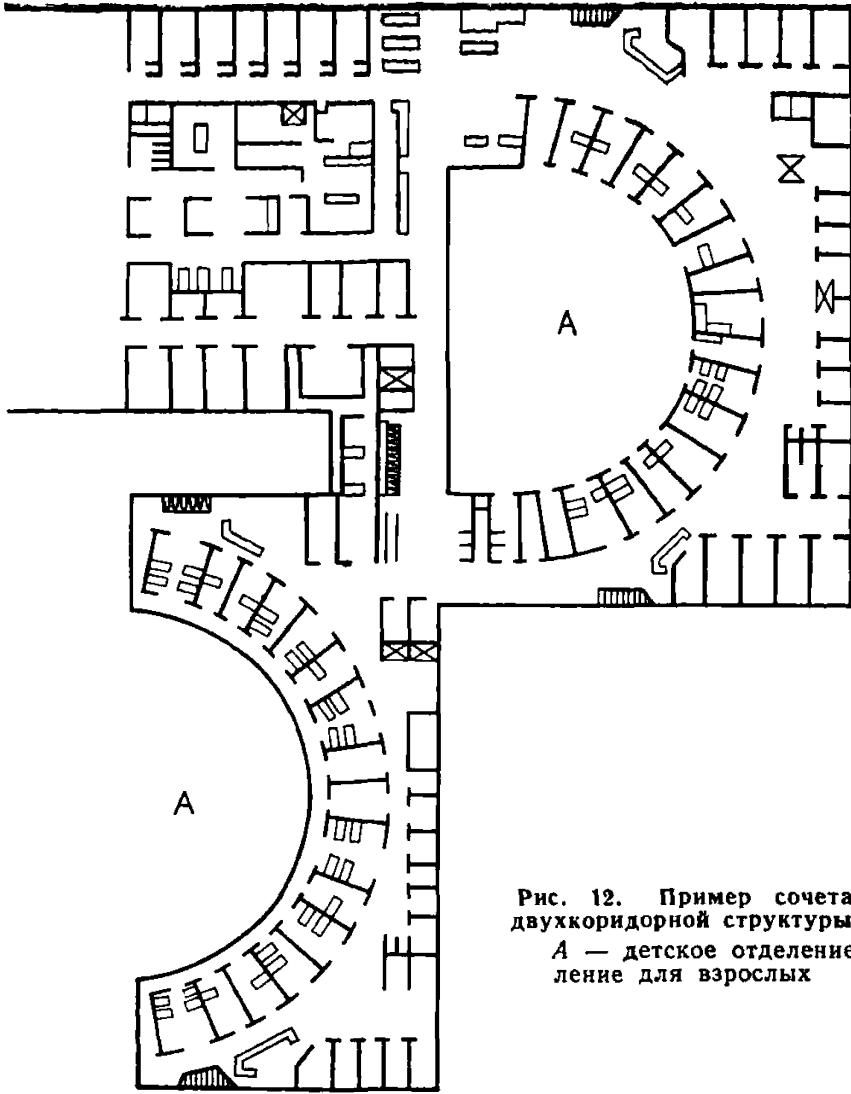 А
А
Рис. 12. Пример сочета
двухкоридорной структуры
А — детское отделение
ление для взрослых